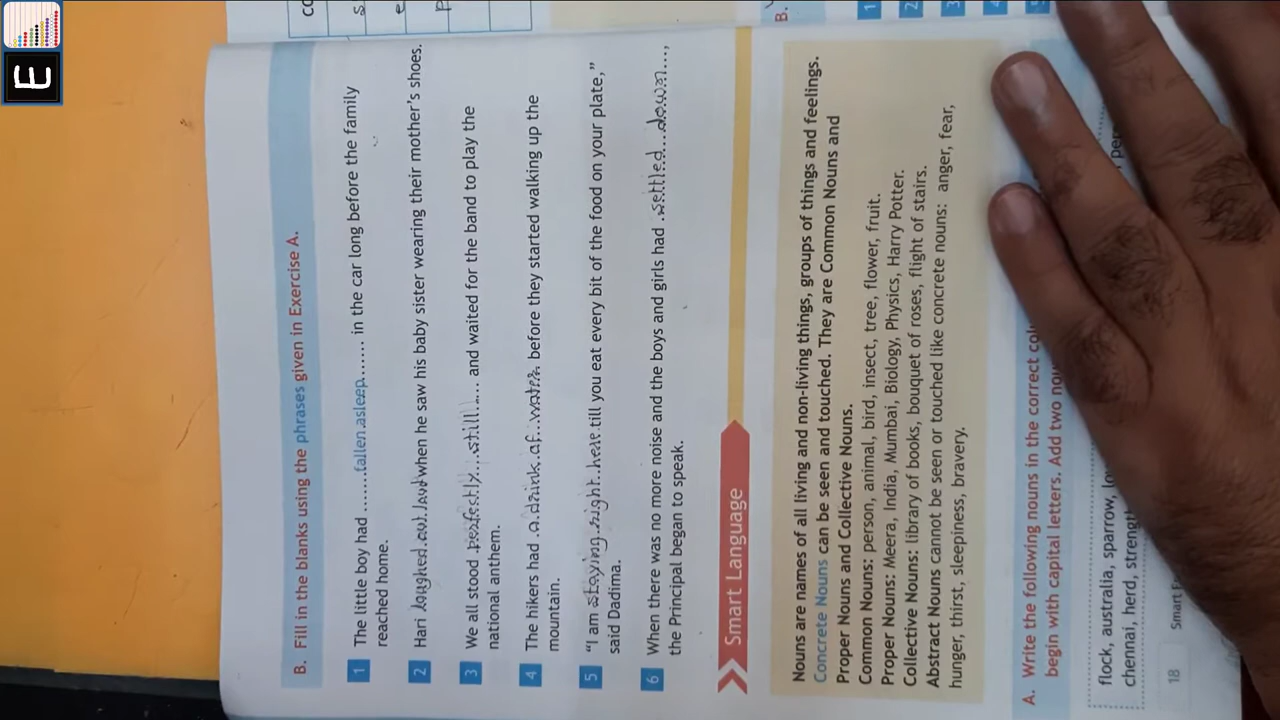 E
B. Fill in the blanks using the phrases given in Exercise A.
1 The little boy had ......fallen asleep...... in the car long before the family
reached home.
2 Hari laughed out loud when he saw his baby sister wearing their mother's shoes.
3 We all stood perfectly...still.... and waited for the band to play the
national anthem.
4 The hikers had .a.drink..of..water. before they started walking up the
mountain.
5 "I am staying..right..here. till you eat every bit of the food on your plate,"
said Dadima.
6 When there was no more noise and the boys and girls had .settled...down...,
the Principal began to speak.
Smart Language
Nouns are names of all living and non-living things, groups of things and feelings.
Concrete Nouns can be seen and touched. They are Common Nouns and
Proper Nouns and Collective Nouns.
Common Nouns: person, animal, bird, insect, tree, flower, fruit.
Proper Nouns: Meera, India, Mumbai, Biology, Physics, Harry Potter.
Collective Nouns: library of books, bouquet of roses, flight of stairs.
Abstract Nouns cannot be seen or touched like concrete nouns: anger, fear,
hunger, thirst, sleepiness, bravery.
A. Write the following nouns in the correct
begin with capital letters. Add two
flock, australia, sparrow,
chennai, herd, strength
18 Smart
B.
1
2
3
4